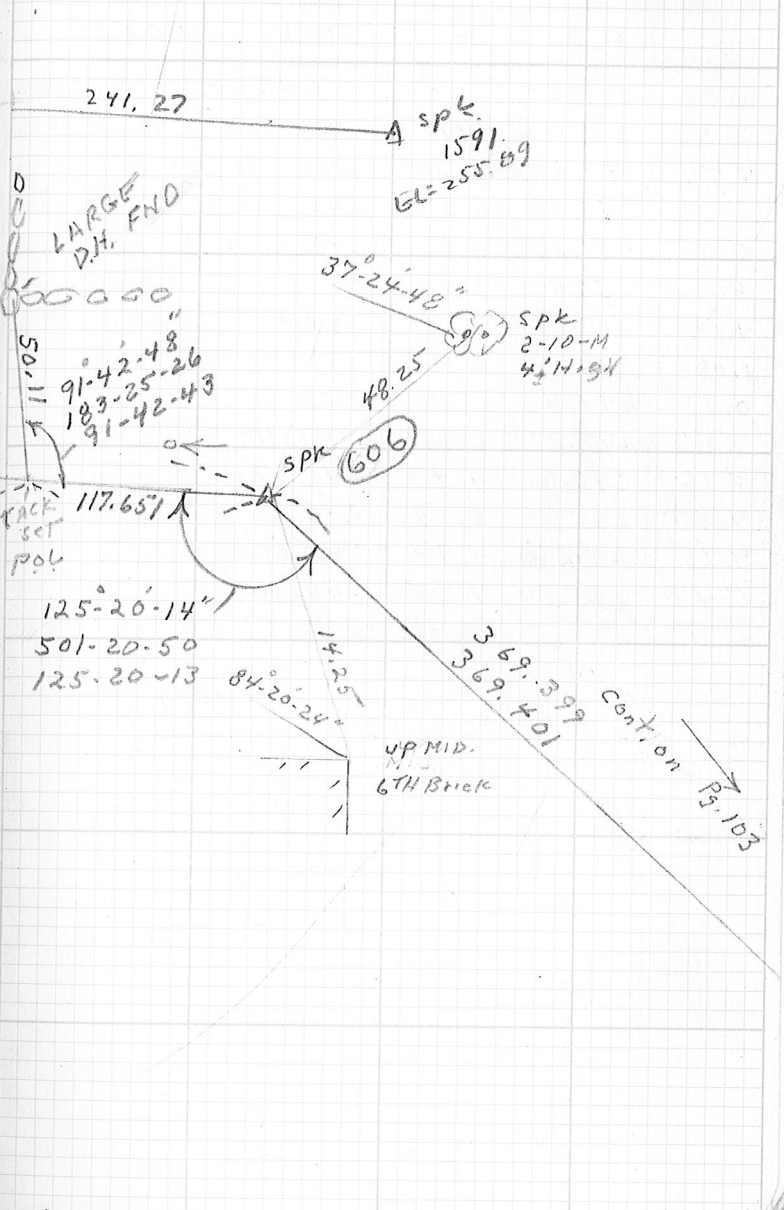 241.27
spk.
1591
EL=255.89
LARGE
D.H. FND
37°-24'-48"
spk
2-10-M
4'± High
48.25
50.11
91°-42'-48"
183-25-26
91-42-43
606
spk
117.651
TACK
SET
POL
125°-20'-14"
501-20-50
125-20-13
14.25
84°-20'-24"
369.399
369.401
cont. on Pg. 103
UP MID.
6TH Brick